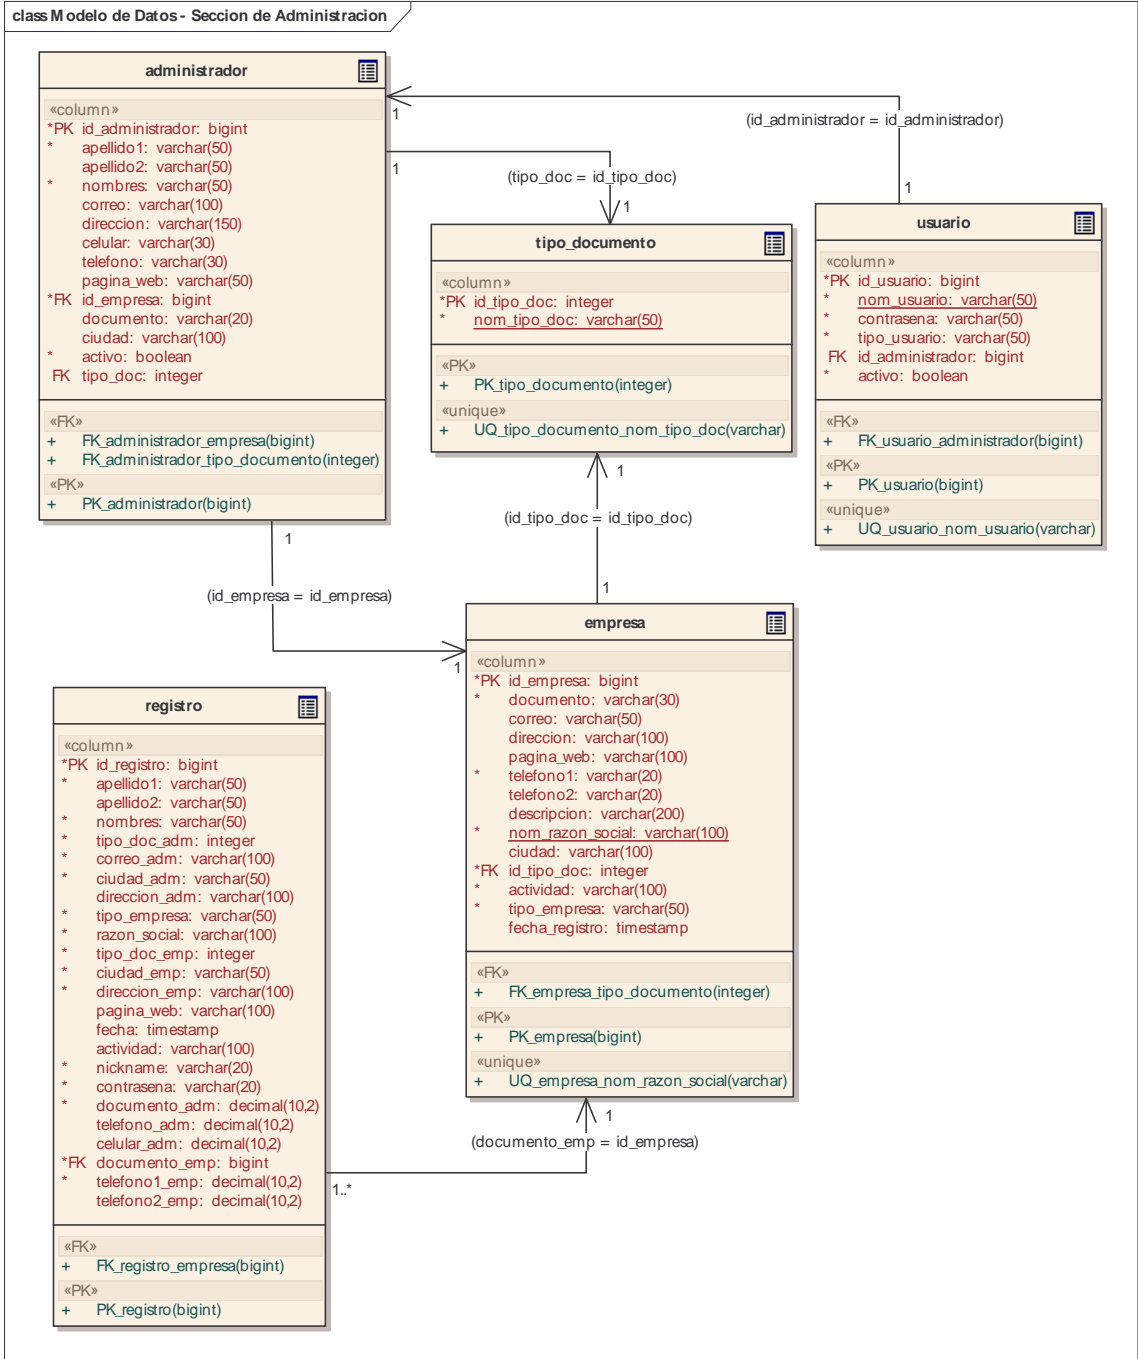 class Modelo de Datos - Seccion de Administracion
administrador
«column»
*PK id_administrador: bigint
* apellido1: varchar(50)
apellido2: varchar(50)
* nombres: varchar(50)
correo: varchar(100)
direccion: varchar(150)
celular: varchar(30)
telefono: varchar(30)
pagina_web: varchar(50)
*FK id_empresa: bigint
documento: varchar(20)
ciudad: varchar(100)
* activo: boolean
FK tipo_doc: integer
«FK»
+ FK_administrador_empresa(bigint)
+ FK_administrador_tipo_documento(integer)
«PK»
+ PK_administrador(bigint)
1
(id_administrador = id_administrador)
1
1
(tipo_doc = id_tipo_doc)
1
tipo_documento
«column»
*PK id_tipo_doc: integer
* nom_tipo_doc: varchar(50)
«PK»
+ PK_tipo_documento(integer)
«unique»
+ UQ_tipo_documento_nom_tipo_doc(varchar)
usuario
«column»
*PK id_usuario: bigint
* nom_usuario: varchar(50)
* contrasena: varchar(50)
* tipo_usuario: varchar(50)
FK id_administrador: bigint
* activo: boolean
«FK»
+ FK_usuario_administrador(bigint)
«PK»
+ PK_usuario(bigint)
«unique»
+ UQ_usuario_nom_usuario(varchar)
1
(id_tipo_doc = id_tipo_doc)
1
1
(id_empresa = id_empresa)
1
empresa
«column»
*PK id_empresa: bigint
* documento: varchar(30)
correo: varchar(50)
direccion: varchar(100)
pagina_web: varchar(100)
* telefono1: varchar(20)
telefono2: varchar(20)
descripcion: varchar(200)
* nom_razon_social: varchar(100)
ciudad: varchar(100)
*FK id_tipo_doc: integer
* actividad: varchar(100)
* tipo_empresa: varchar(50)
fecha_registro: timestamp
«FK»
+ FK_empresa_tipo_documento(integer)
«PK»
+ PK_empresa(bigint)
«unique»
+ UQ_empresa_nom_razon_social(varchar)
registro
«column»
*PK id_registro: bigint
* apellido1: varchar(50)
apellido2: varchar(50)
* nombres: varchar(50)
* tipo_doc_adm: integer
* correo_adm: varchar(100)
* ciudad_adm: varchar(50)
direccion_adm: varchar(100)
* tipo_empresa: varchar(50)
* razon_social: varchar(100)
* tipo_doc_emp: integer
* ciudad_emp: varchar(50)
* direccion_emp: varchar(100)
pagina_web: varchar(100)
fecha: timestamp
actividad: varchar(100)
* nickname: varchar(20)
* contrasena: varchar(20)
* documento_adm: decimal(10,2)
telefono_adm: decimal(10,2)
celular_adm: decimal(10,2)
*FK documento_emp: bigint
* telefono1_emp: decimal(10,2)
telefono2_emp: decimal(10,2)
«FK»
+ FK_registro_empresa(bigint)
«PK»
+ PK_registro(bigint)
1
(documento_emp = id_empresa)
1..*